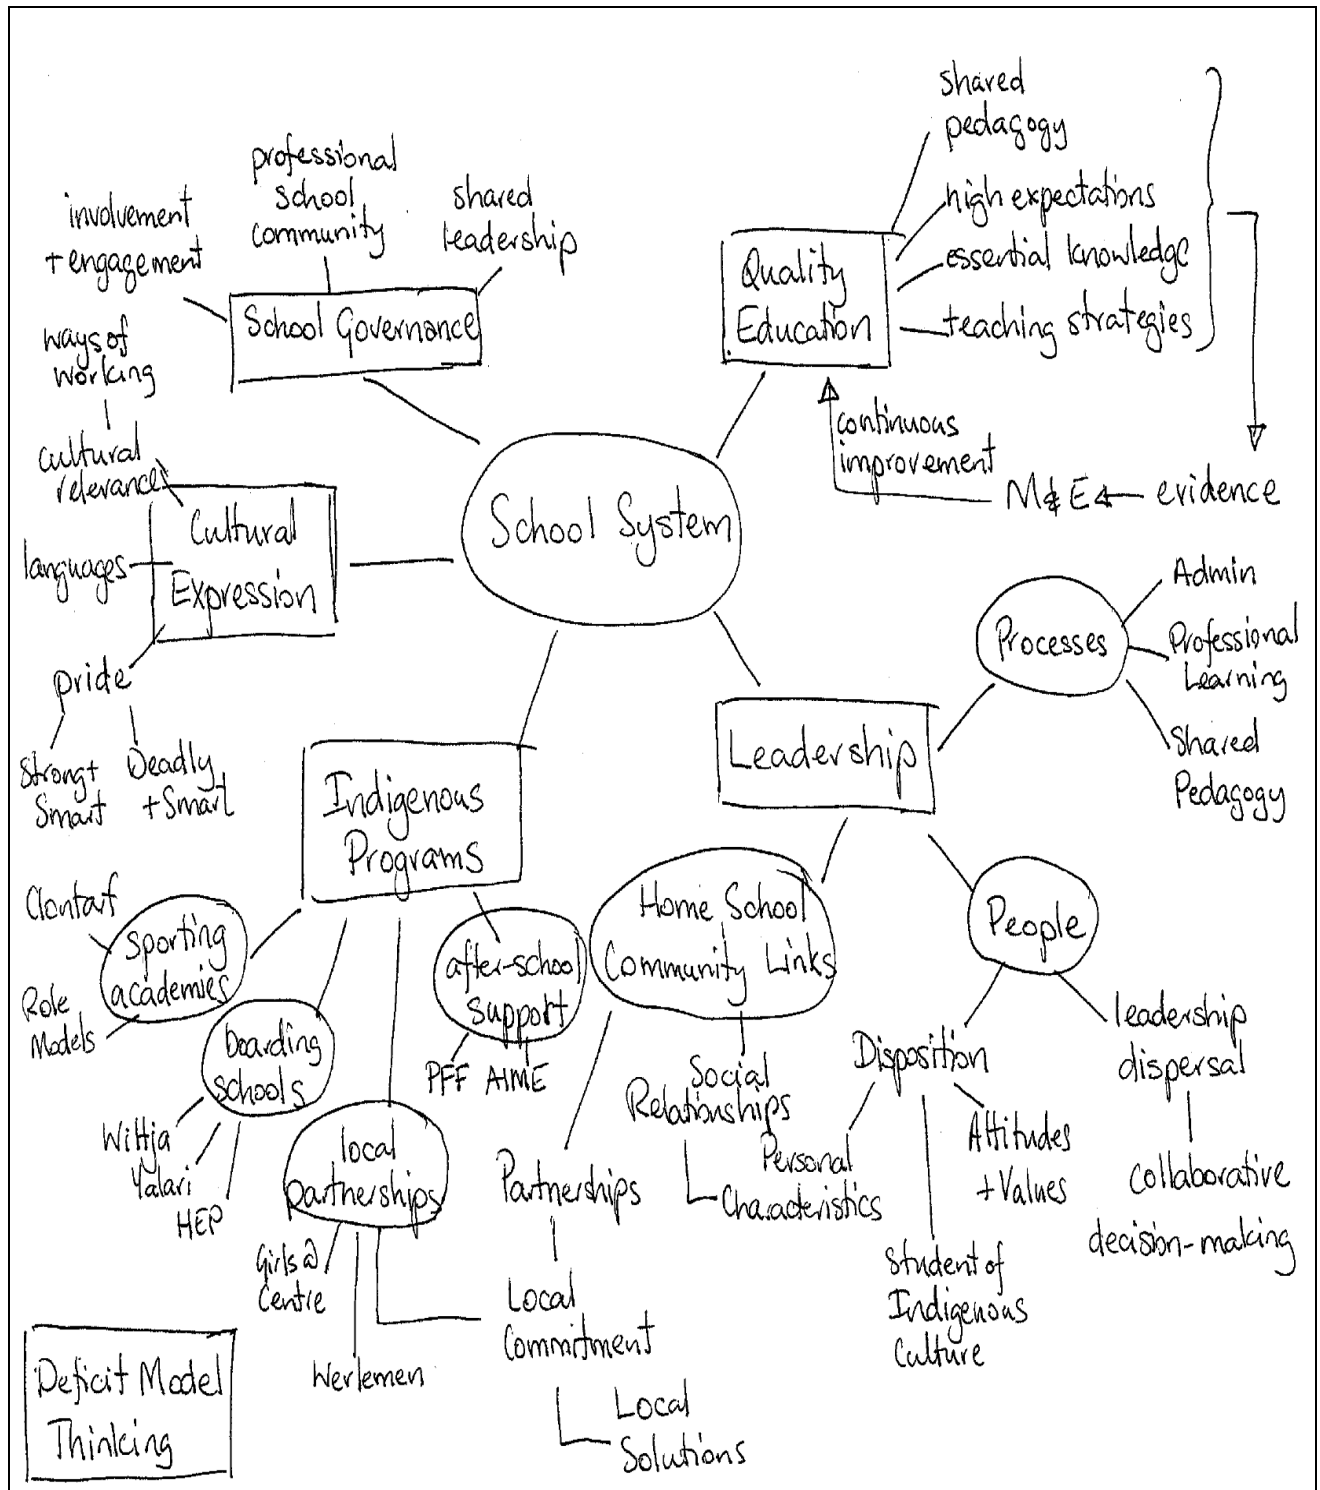 shared
pedagogy
high expectations
essential knowledge
teaching strategies
Quality
Education
continuous
improvement
M & E
evidence
professional
school
community
shared
leadership
involvement
+ engagement
School Governance
ways of
working
cultural
relevance
languages
Cultural
Expression
pride
Strong +
Smart
Deadly
+ Smart
School System
Processes
Admin
Professional
Learning
Shared
Pedagogy
Leadership
Indigenous
Programs
Clontarf
sporting
academies
Role
Models
boarding
schools
Wiltja
Yalari
HEP
after-school
support
PFF
AIME
local
partnerships
Girls @
Centre
Werlemen
Home School
Community Links
Partnerships
Local
Commitment
Local
Solutions
Social
Relationships
Personal
Characteristics
People
Disposition
Attitudes
+ Values
Student of
Indigenous
Culture
leadership
dispersal
Collaborative
decision-making
Deficit Model
Thinking